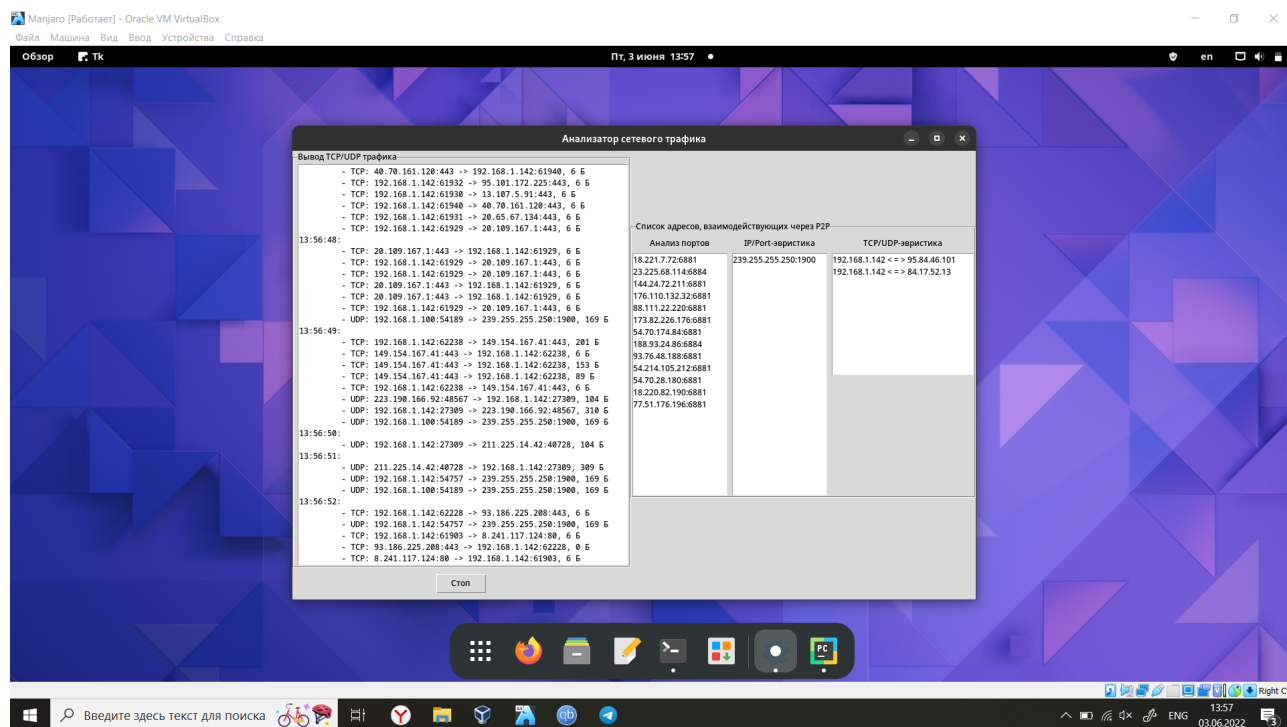 Manjaro [Работает] - Oracle VM VirtualBox
Файл Машина Вид Ввод Устройства Справка
Обзор Tk Пт, 3 июня 13:57 en
Анализатор сетевого трафика
Вывод TCP/UDP трафика
- TCP: 40.70.161.120:443 -> 192.168.1.142:61940, 6 Б
- TCP: 192.168.1.142:61932 -> 95.101.172.225:443, 6 Б
- TCP: 192.168.1.142:61930 -> 13.107.5.91:443, 6 Б
- TCP: 192.168.1.142:61940 -> 40.70.161.120:443, 6 Б
- TCP: 192.168.1.142:61931 -> 20.65.67.134:443, 6 Б
- TCP: 192.168.1.142:61929 -> 20.109.167.1:443, 6 Б
13:56:48:
- TCP: 20.109.167.1:443 -> 192.168.1.142:61929, 6 Б
- TCP: 192.168.1.142:61929 -> 20.109.167.1:443, 6 Б
- TCP: 192.168.1.142:61929 -> 20.109.167.1:443, 6 Б
- TCP: 20.109.167.1:443 -> 192.168.1.142:61929, 6 Б
- TCP: 20.109.167.1:443 -> 192.168.1.142:61929, 6 Б
- TCP: 192.168.1.142:61929 -> 20.109.167.1:443, 6 Б
- UDP: 192.168.1.100:54189 -> 239.255.255.250:1900, 169 Б
13:56:49:
- TCP: 192.168.1.142:62238 -> 149.154.167.41:443, 201 Б
- TCP: 149.154.167.41:443 -> 192.168.1.142:62238, 6 Б
- TCP: 149.154.167.41:443 -> 192.168.1.142:62238, 153 Б
- TCP: 149.154.167.41:443 -> 192.168.1.142:62238, 89 Б
- TCP: 192.168.1.142:62238 -> 149.154.167.41:443, 6 Б
- UDP: 223.190.166.92:48567 -> 192.168.1.142:27309, 104 Б
- UDP: 192.168.1.142:27309 -> 223.190.166.92:48567, 310 Б
- UDP: 192.168.1.100:54189 -> 239.255.255.250:1900, 169 Б
13:56:50:
- UDP: 192.168.1.142:27309 -> 211.225.14.42:40728, 104 Б
13:56:51:
- UDP: 211.225.14.42:40728 -> 192.168.1.142:27309, 309 Б
- UDP: 192.168.1.142:54757 -> 239.255.255.250:1900, 169 Б
- UDP: 192.168.1.100:54189 -> 239.255.255.250:1900, 169 Б
13:56:52:
- TCP: 192.168.1.142:62228 -> 93.186.225.208:443, 6 Б
- UDP: 192.168.1.142:54757 -> 239.255.255.250:1900, 169 Б
- TCP: 192.168.1.142:61903 -> 8.241.117.124:80, 6 Б
- TCP: 93.186.225.208:443 -> 192.168.1.142:62228, 0 Б
- TCP: 8.241.117.124:80 -> 192.168.1.142:61903, 6 Б
Стоп
Список адресов, взаимодействующих через P2P
Анализ портов IP/Port-эвристика TCP/UDP-эвристика
18.221.7.72:6881 239.255.255.250:1900 192.168.1.142 < = > 95.84.46.101
23.225.68.114:6884 192.168.1.142 < = > 84.17.52.13
144.24.72.211:6881
176.110.132.32:6881
88.111.22.220:6881
173.82.226.176:6881
54.70.174.84:6881
188.93.24.86:6884
93.76.48.188:6881
54.214.105.212:6881
54.70.28.180:6881
18.220.82.190:6881
77.51.176.196:6881
PC
Right C
Введите здесь текст для поиска
qb
ENG
13:57
03.06.2022
3